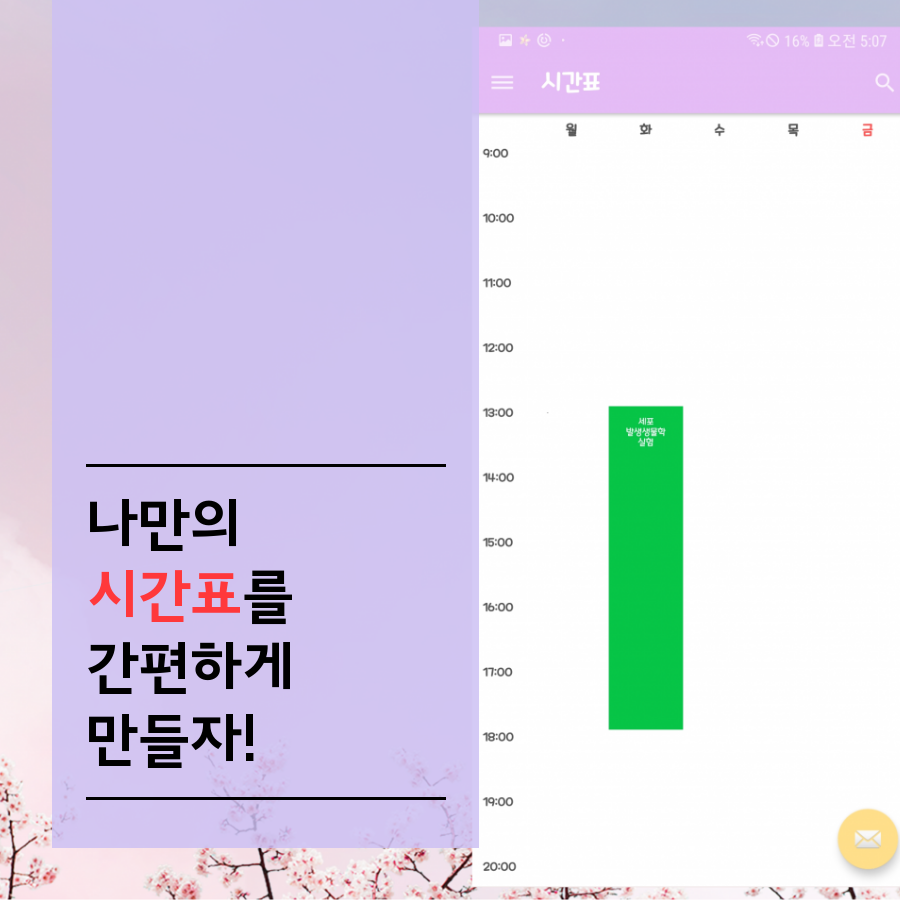 나만의
시간표를
간편하게
만들자!
16% 오전 5:07
시간표
월 화 수 목 금
9:00
10:00
11:00
12:00
13:00
세포
발생생물학
실험
14:00
15:00
16:00
17:00
18:00
19:00
20:00